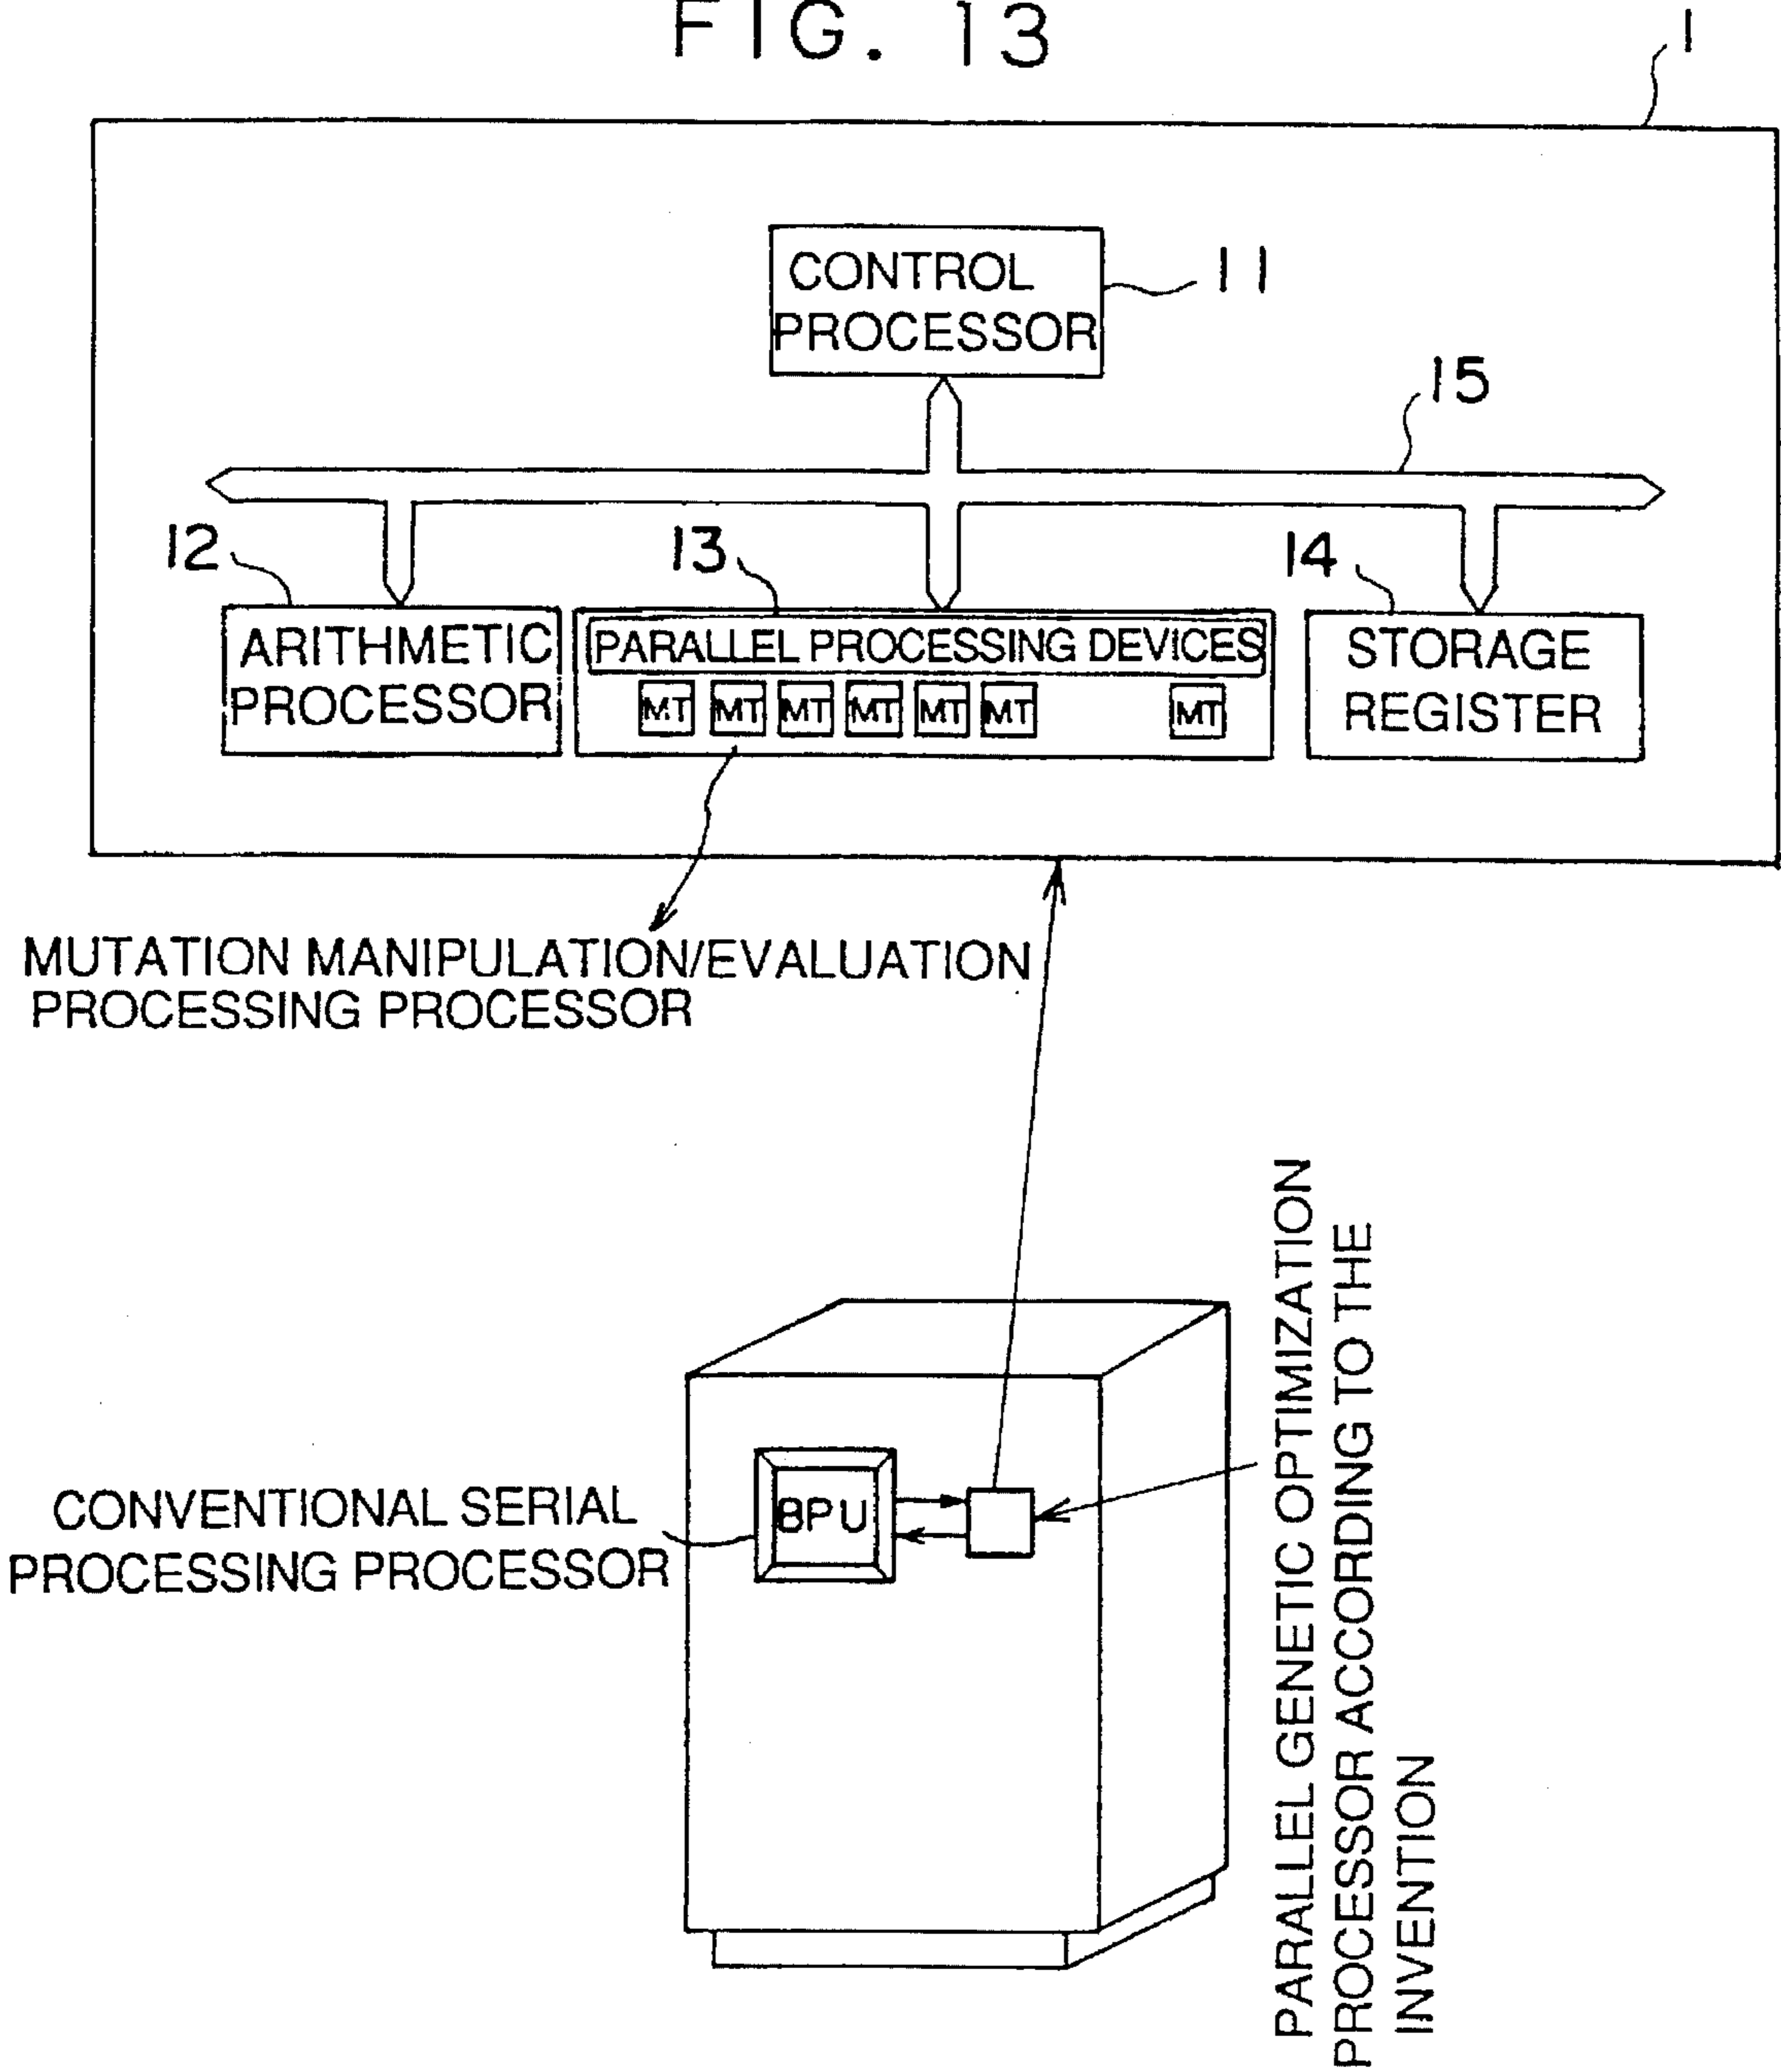 FIG. 13
1
CONTROL
PROCESSOR
11
15
12
13
14
ARITHMETIC
PROCESSOR
PARALLEL PROCESSING DEVICES
MT MT MT MT MT MT MT
STORAGE
REGISTER
MUTATION MANIPULATION/EVALUATION
PROCESSING PROCESSOR
CONVENTIONAL SERIAL
PROCESSING PROCESSOR
8PU
PARALLEL GENETIC OPTIMIZATION
PROCESSOR ACCORDING TO THE
INVENTION